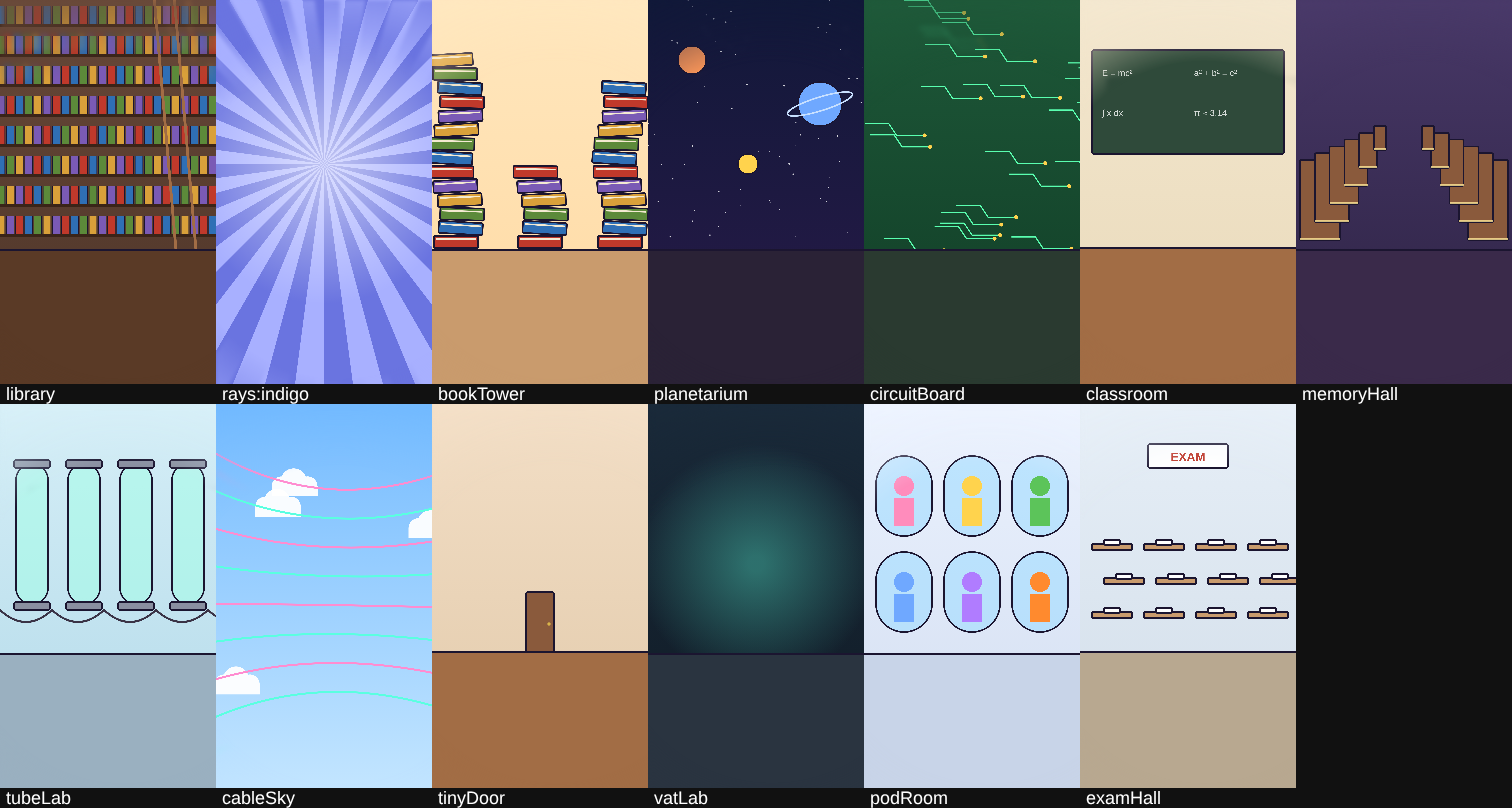 E = mc²
a² + b² = c²
∫ x dx
π ≈ 3.14
library
rays:indigo
bookTower
planetarium
circuitBoard
classroom
memoryHall
EXAM
tubeLab
cableSky
tinyDoor
vatLab
podRoom
examHall